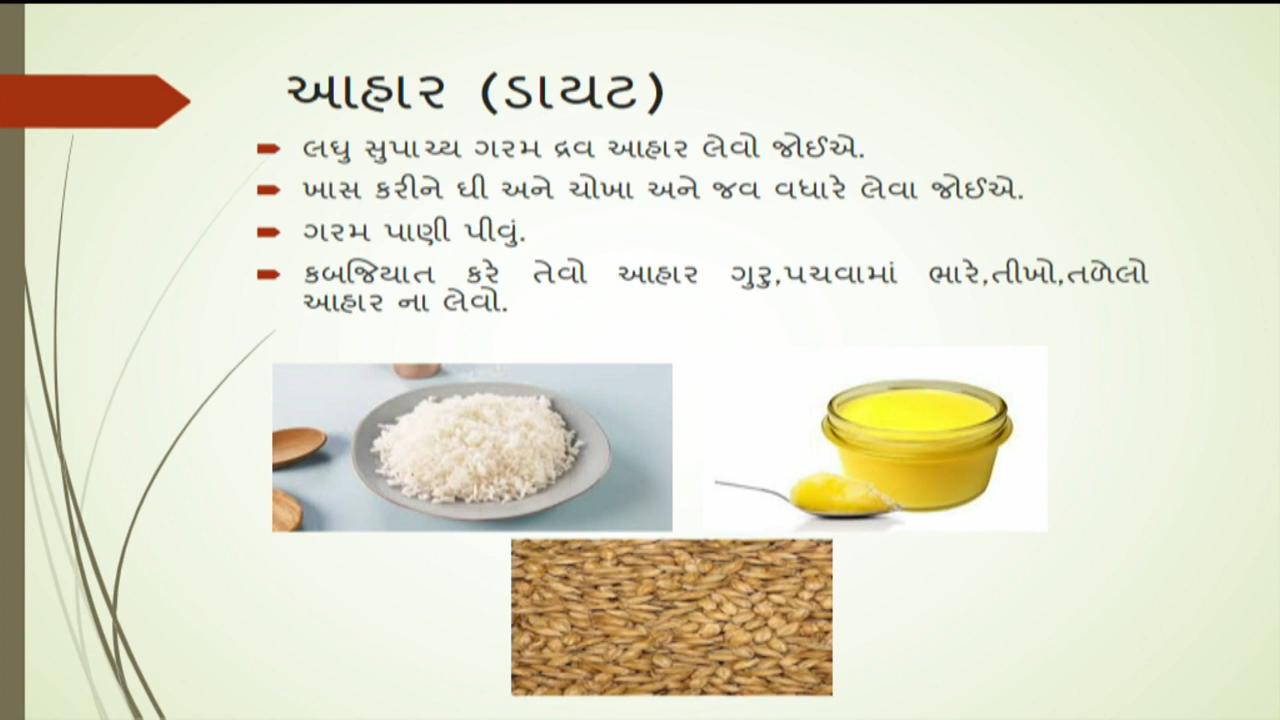 આહાર (ડાયટ)
લઘુ સુપાચ્ય ગરમ દ્રવ આહાર લેવો જોઈએ.
ખાસ કરીને ઘી અને ચોખા અને જવ વધારે લેવા જોઈએ.
ગરમ પાણી પીવું.
કબજિયાત કરે તેવો આહાર ગુરુ,પચવામાં ભારે,તીખો,તળેલો
આહાર ના લેવો.